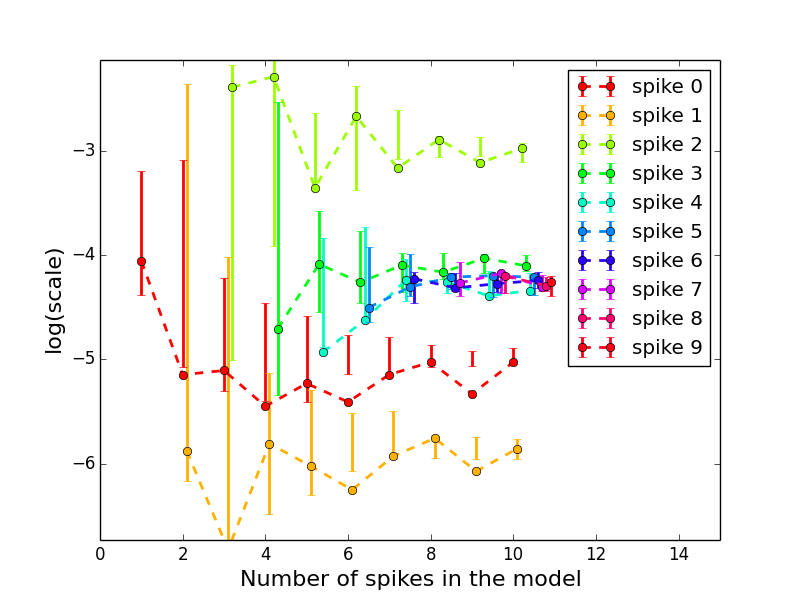 spike 0
spike 1
spike 2
spike 3
spike 4
spike 5
spike 6
spike 7
spike 8
spike 9
−3
−4
−5
−6
log(scale)
0 2 4 6 8 10 12 14
Number of spikes in the model